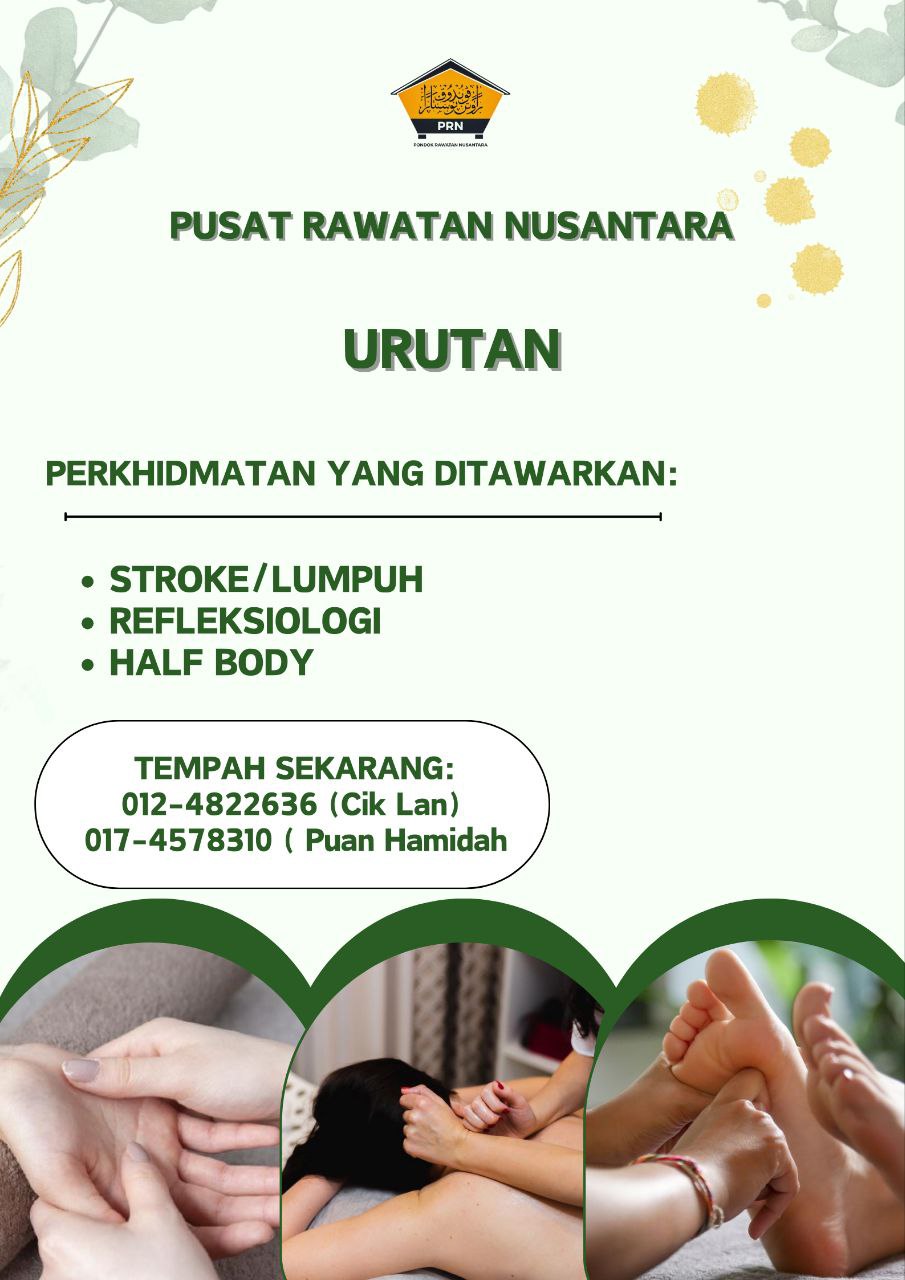 PRN
PONDOK RAWATAN NUSANTARA
PUSAT RAWATAN NUSANTARA
URUTAN
PERKHIDMATAN YANG DITAWARKAN:
• STROKE/LUMPUH
• REFLEKSIOLOGI
• HALF BODY
TEMPAH SEKARANG:
012-4822636 (Cik Lan)
017-4578310 ( Puan Hamidah